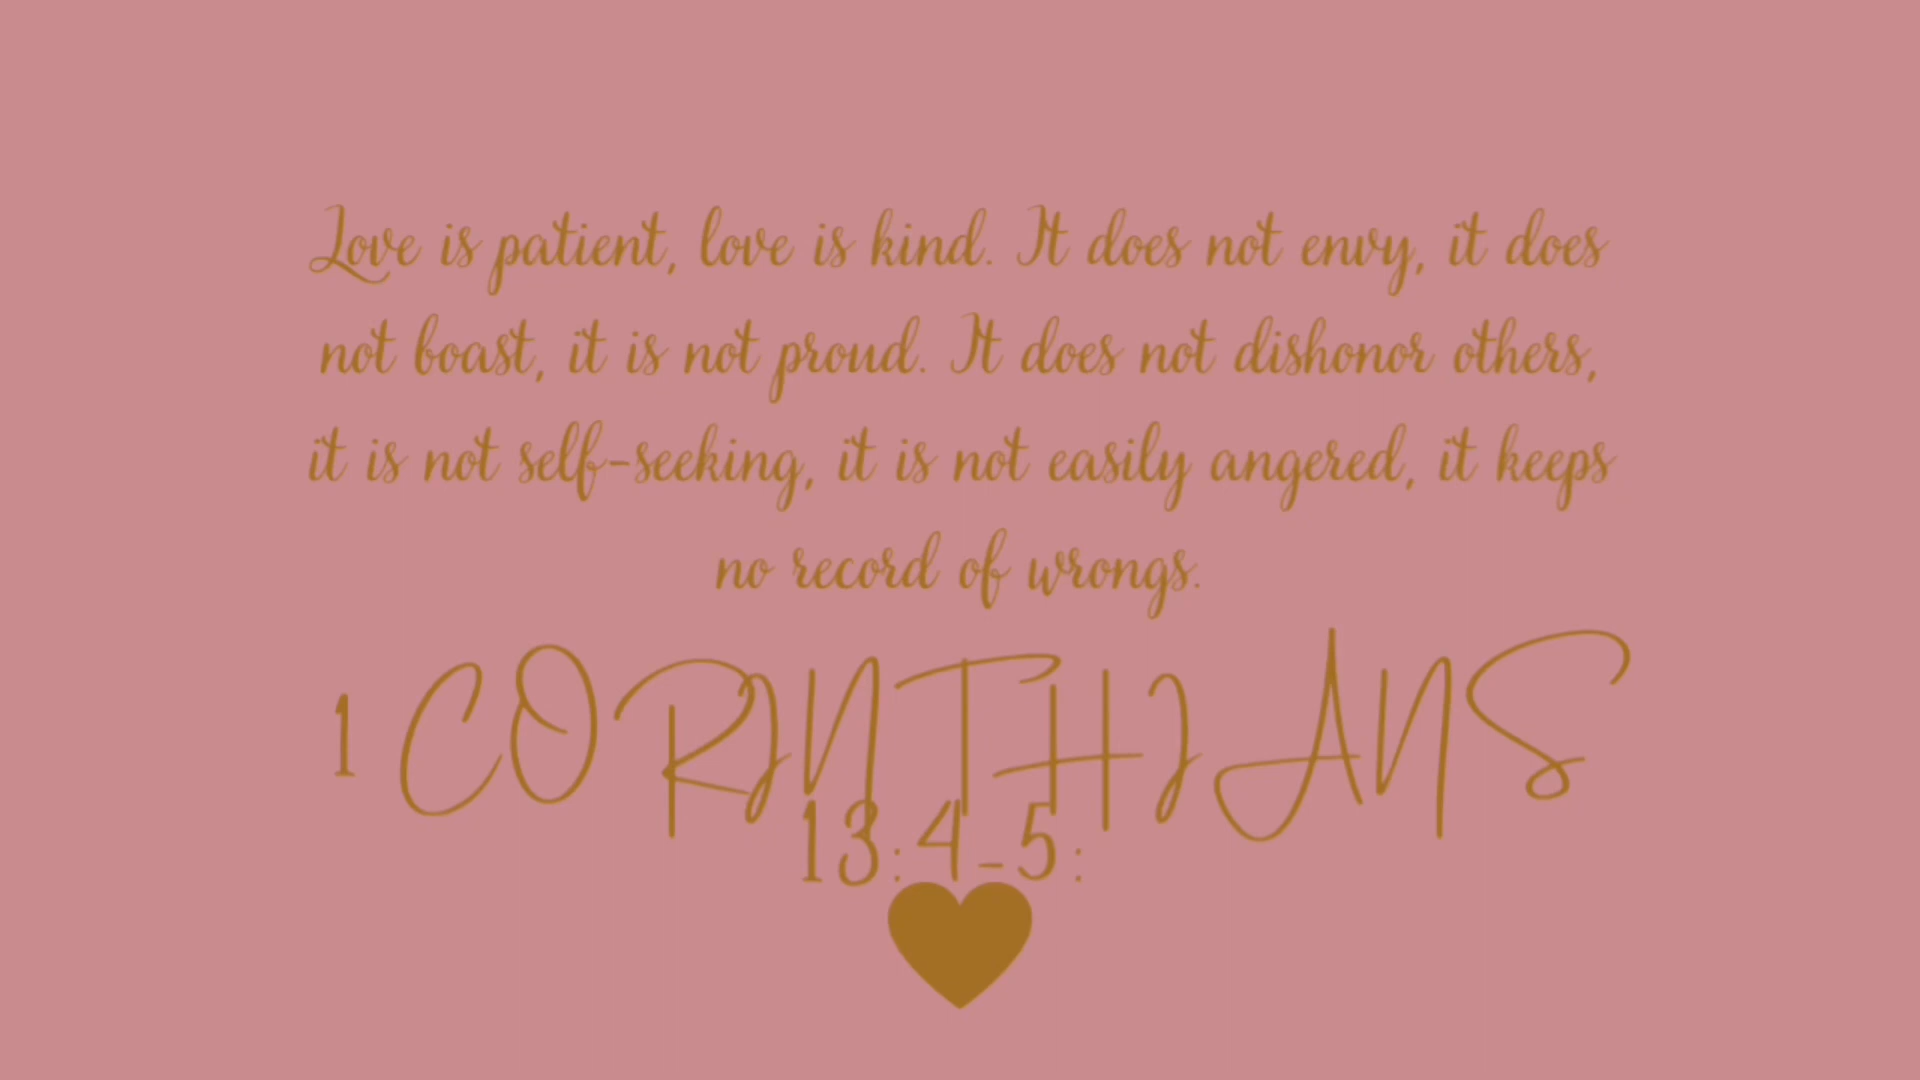 Love is patient, love is kind. It does not envy, it does
not boast, it is not proud. It does not dishonor others,
it is not self-seeking, it is not easily angered, it keeps
no record of wrongs.
1 CORINTHIANS
13:4-5: